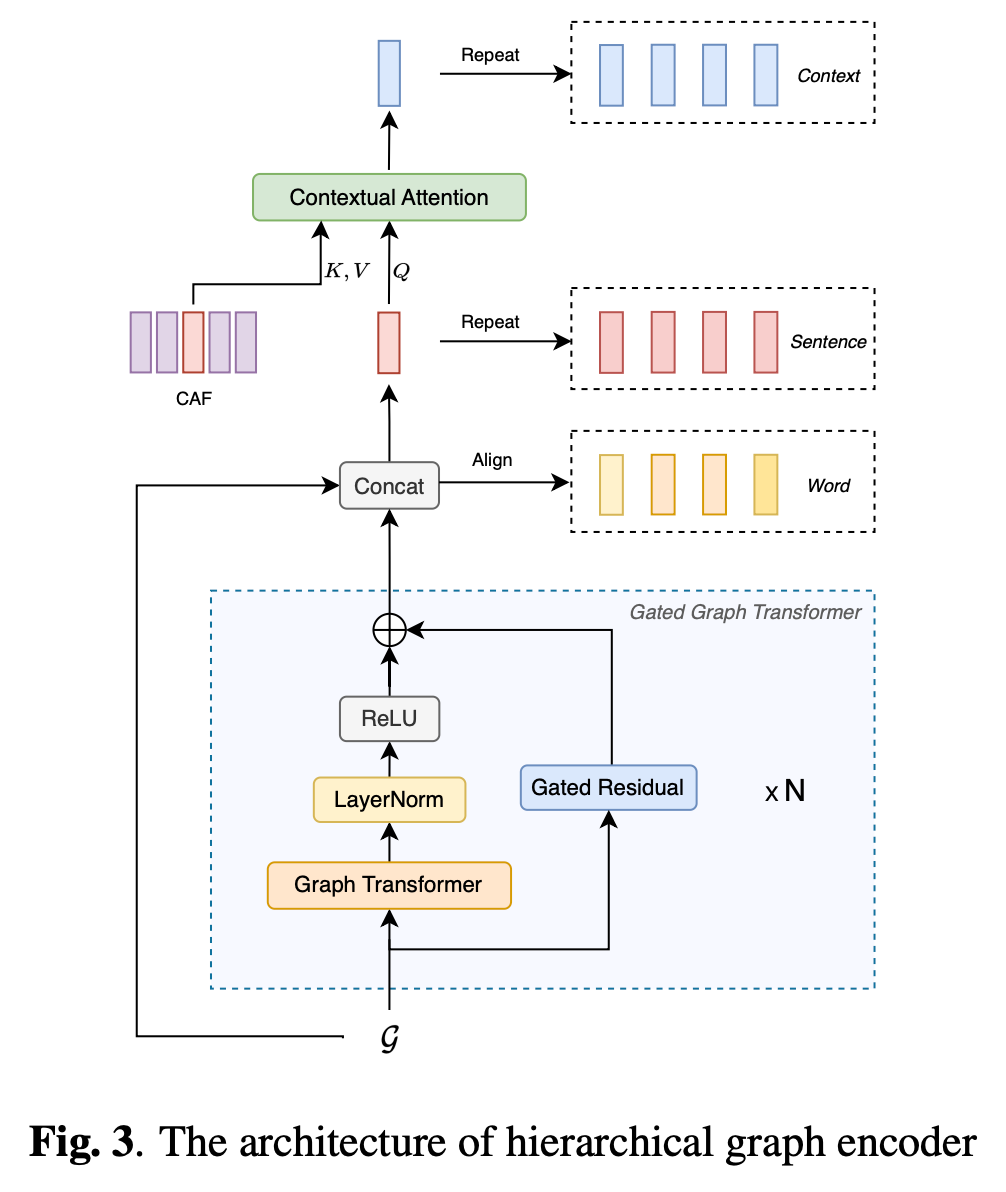 Repeat
Context
Contextual Attention
K, V
Q
Repeat
Sentence
CAF
Align
Concat
Word
Gated Graph Transformer
ReLU
Gated Residual
x N
LayerNorm
Graph Transformer
𝒢
Fig. 3. The architecture of hierarchical graph encoder